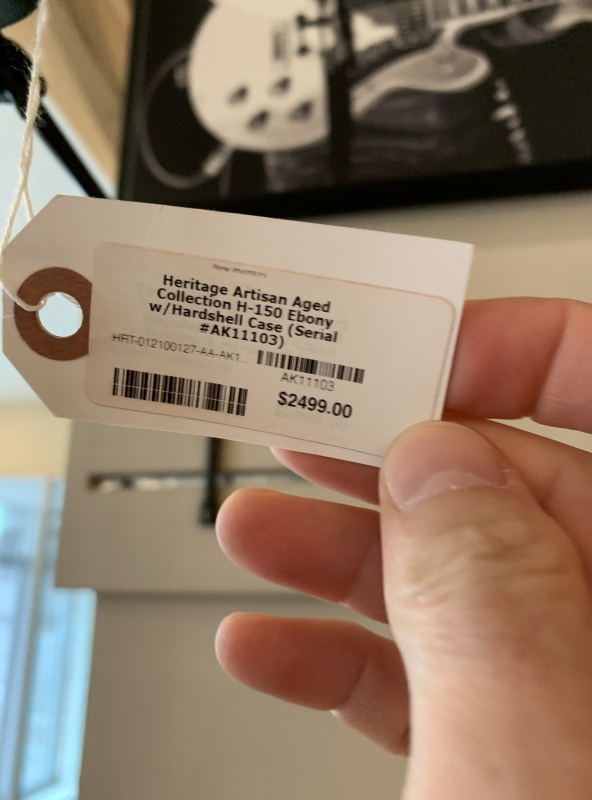 Heritage Artisan Aged
Collection H-150 Ebony
w/Hardshell Case (Serial
#AK11103)
HRT-012100127-AA-AK1...
AK11103
$2499.00